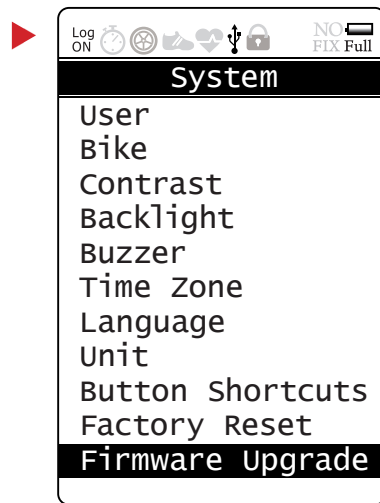 Log NO
ON FIX Full
System
User
Bike
Contrast
Backlight
Buzzer
Time Zone
Language
Unit
Button Shortcuts
Factory Reset
Firmware Upgrade